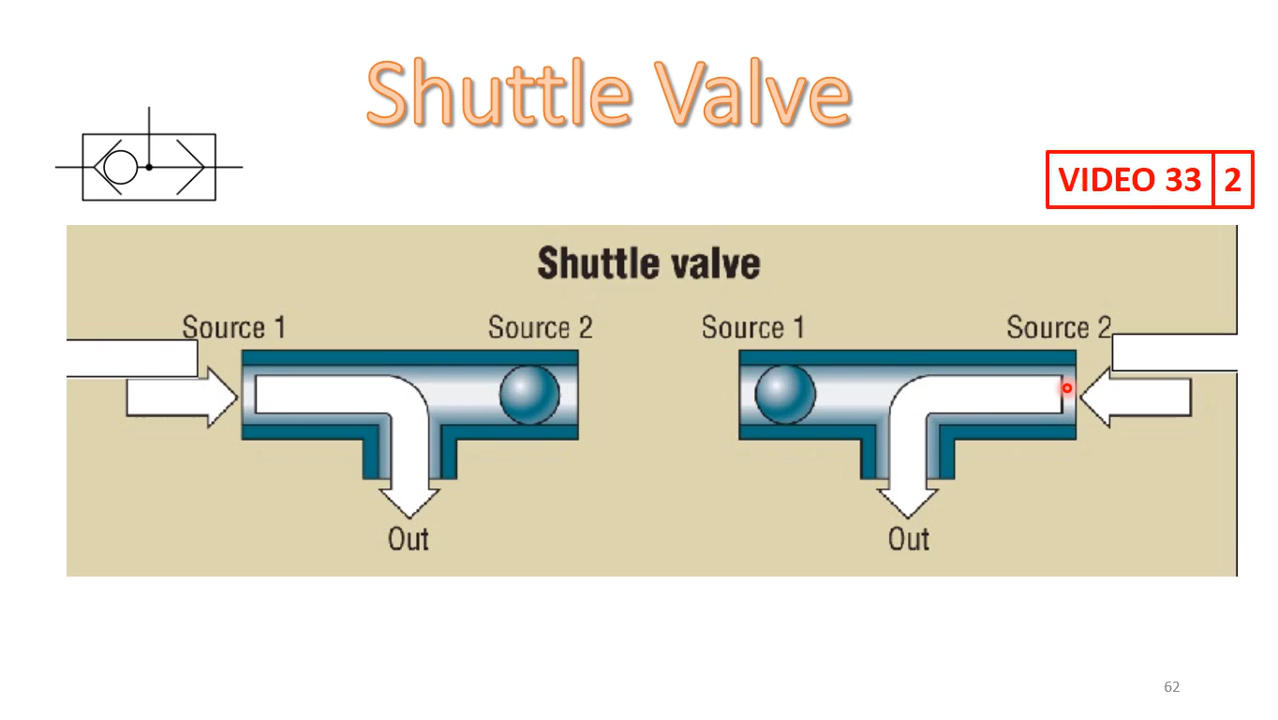 Shuttle Valve
VIDEO 33 2
Shuttle valve
Source 1 Source 2 Source 1 Source 2
Out Out
62